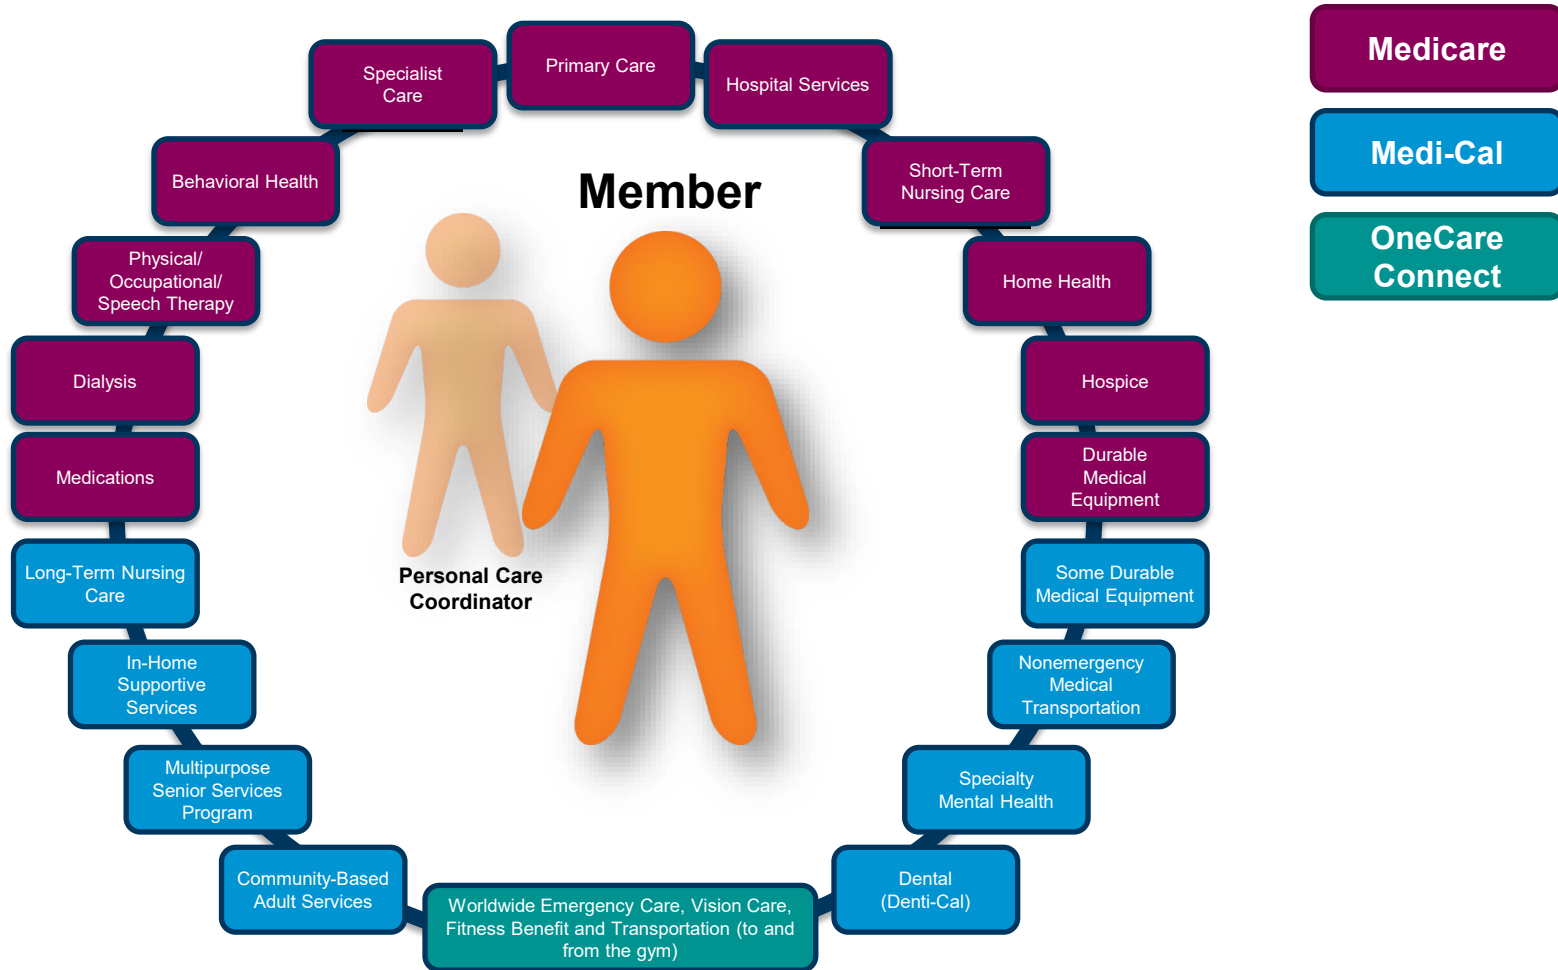 Medicare
Medi-Cal
OneCare
Connect
Primary Care
Specialist
Care
Hospital Services
Behavioral Health
Short-Term
Nursing Care
Member
Physical/
Occupational/
Speech Therapy
Home Health
Dialysis
Hospice
Medications
Durable
Medical
Equipment
Long-Term Nursing
Care
Personal Care
Coordinator
Some Durable
Medical Equipment
In-Home
Supportive
Services
Nonemergency
Medical
Transportation
Multipurpose
Senior Services
Program
Specialty
Mental Health
Community-Based
Adult Services
Dental
(Denti-Cal)
Worldwide Emergency Care, Vision Care,
Fitness Benefit and Transportation (to and
from the gym)